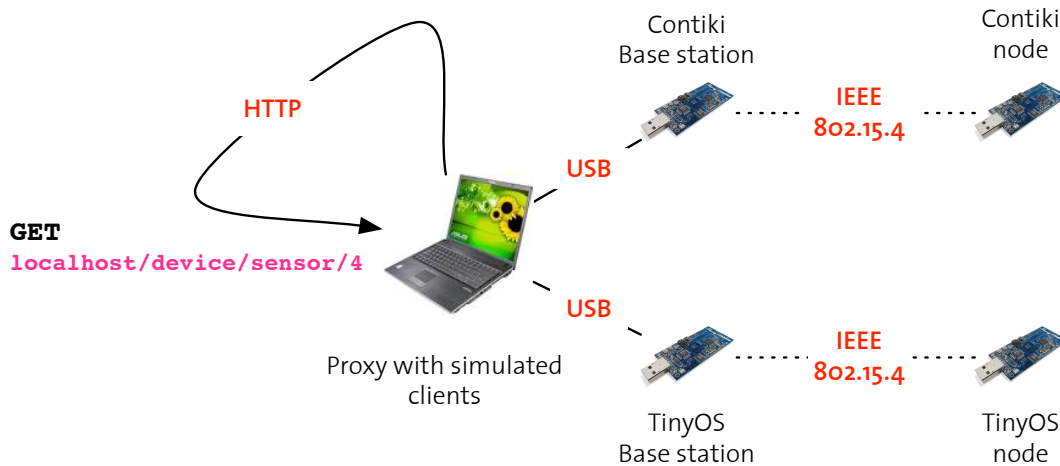 Contiki
Base station
Contiki
node
HTTP
IEEE
802.15.4
USB
GET
localhost/device/sensor/4
USB
IEEE
802.15.4
Proxy with simulated
clients
TinyOS
Base station
TinyOS
node